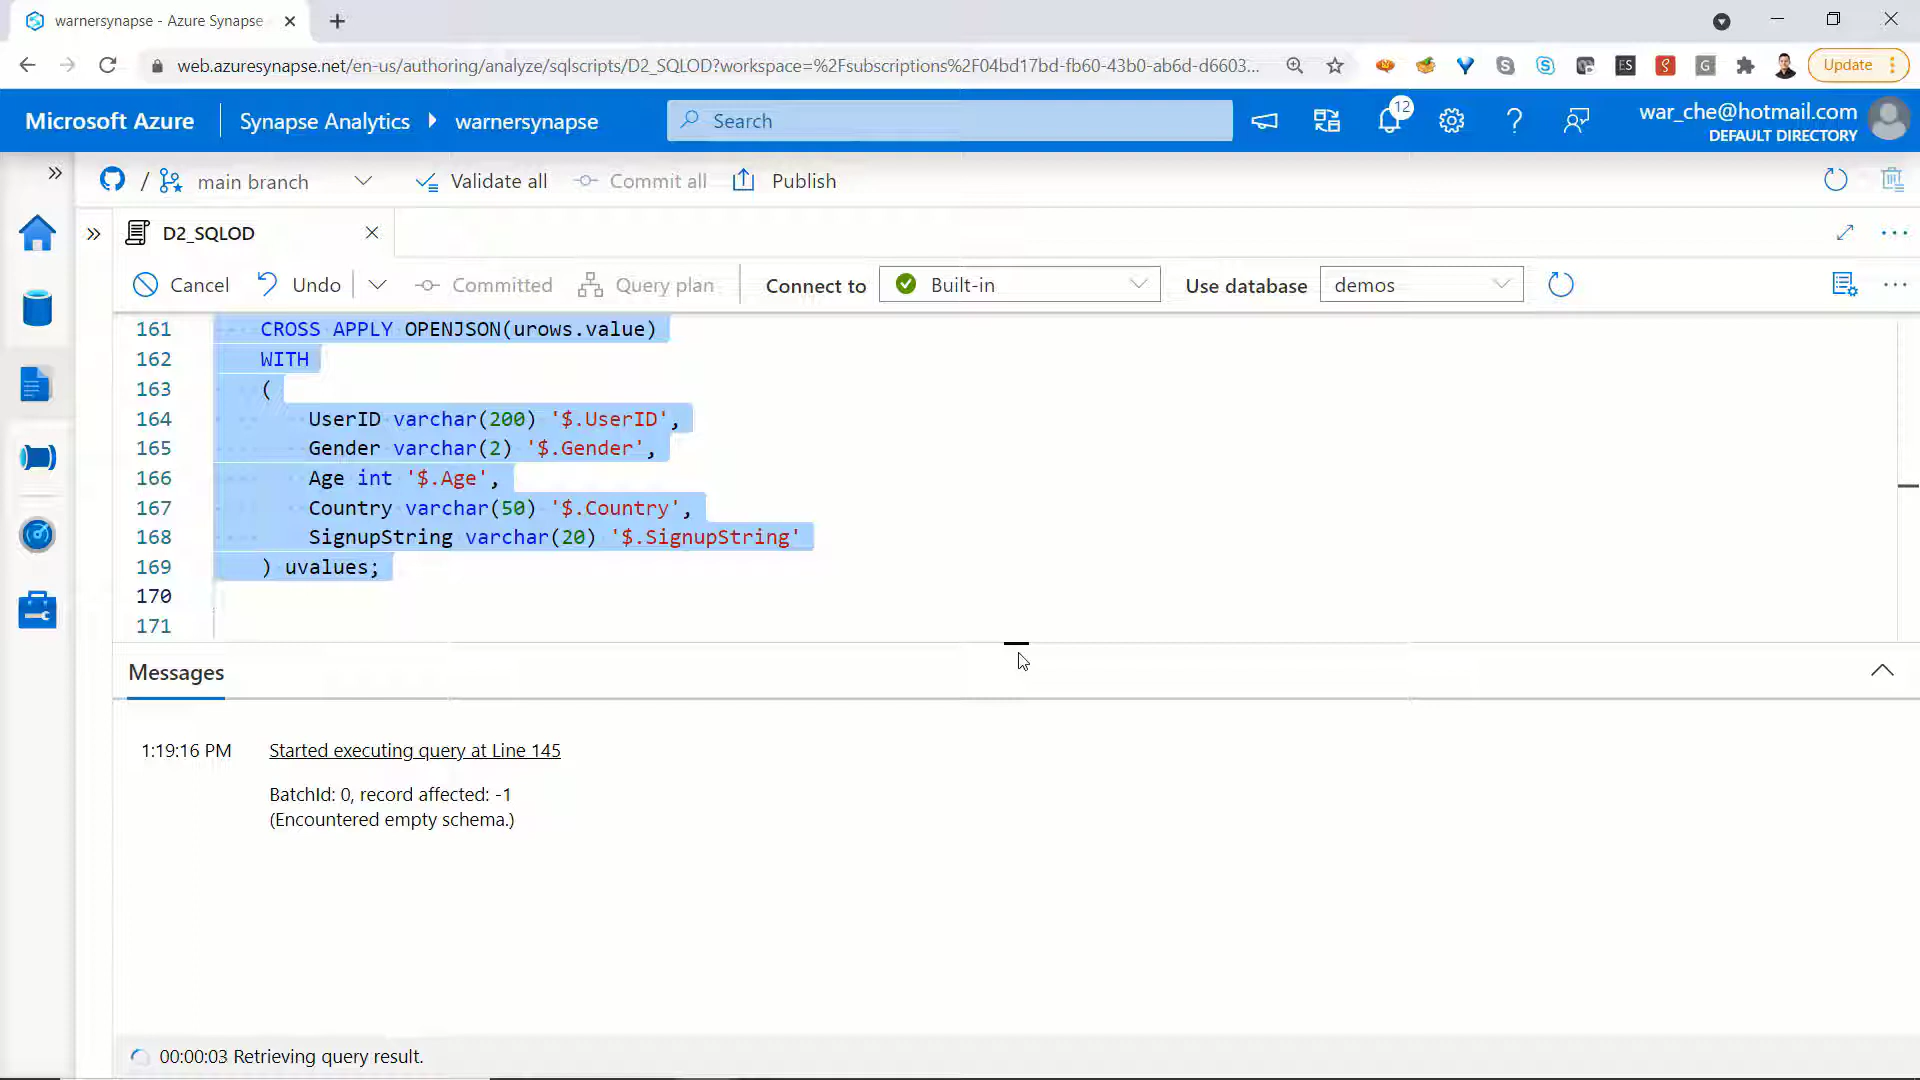 warnersynapse - Azure Synapse
web.azuresynapse.net/en-us/authoring/analyze/sqlscripts/D2_SQLOD?workspace=%2Fsubscriptions%2F04bd17bd-fb60-43b0-ab6d-d6603...
ES
S
G
Update
Microsoft Azure
Synapse Analytics
warnersynapse
Search
12
war_che@hotmail.com
DEFAULT DIRECTORY
/ main branch
Validate all
Commit all
Publish
D2_SQLOD
Cancel
Undo
Committed
Query plan
Connect to
Built-in
Use database
demos
161 CROSS APPLY OPENJSON(urows.value)
162 WITH
163 (
164 UserID varchar(200) '$.UserID',
165 Gender varchar(2) '$.Gender',
166 Age int '$.Age',
167 Country varchar(50) '$.Country',
168 SignupString varchar(20) '$.SignupString'
169 ) uvalues;
170
171
Messages
1:19:16 PM Started executing query at Line 145
BatchId: 0, record affected: -1
(Encountered empty schema.)
00:00:03 Retrieving query result.